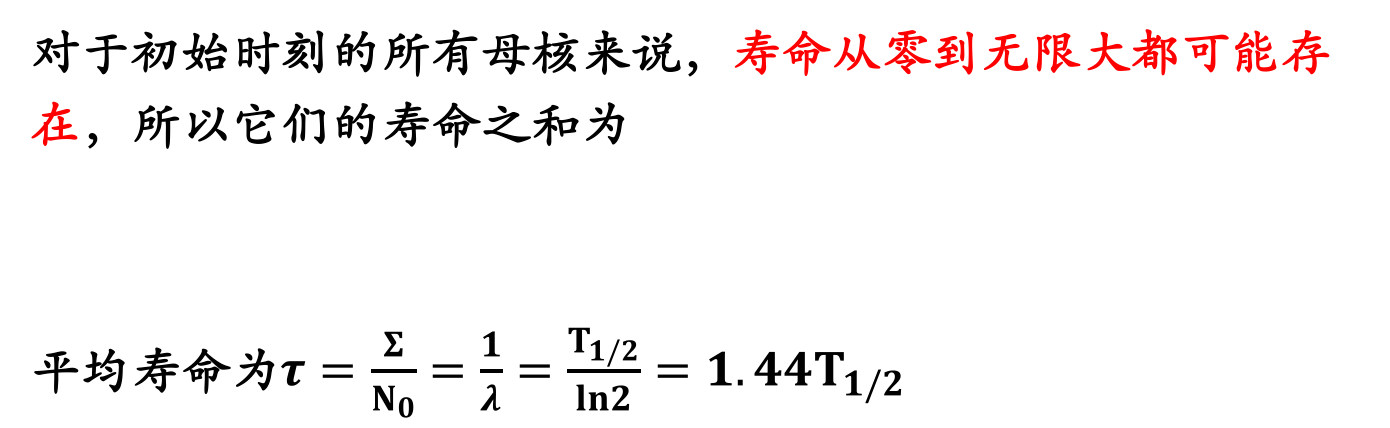 对于初始时刻的所有母核来说，寿命从零到无限大都可能存
在，所以它们的寿命之和为
平均寿命为τ = Σ/N₀ = 1/λ = T₁/₂/ln2 = 1.44T₁/₂